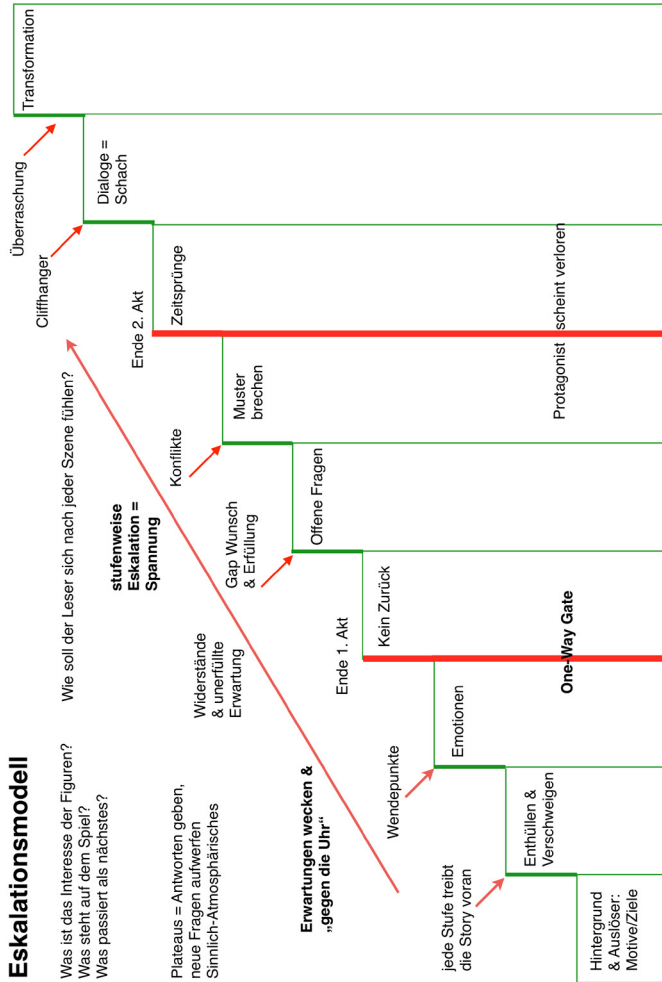 Eskalationsmodell
Was ist das Interesse der Figuren?
Was steht auf dem Spiel?
Was passiert als nächstes?
Wie soll der Leser sich nach jeder Szene fühlen?
Plateaus = Antworten geben,
neue Fragen aufwerfen
Sinnlich-Atmosphärisches
Widerstände
& unerfüllte
Erwartung
stufenweise
Eskalation =
Spannung
Erwartungen wecken &
„gegen die Uhr“
jede Stufe treibt
die Story voran
Hintergrund
& Auslöser:
Motive/Ziele
Enthüllen &
Verschweigen
Wendepunkte
Emotionen
Ende 1. Akt
Kein Zurück
One-Way Gate
Gap Wunsch
& Erfüllung
Offene Fragen
Konflikte
Muster
brechen
Ende 2. Akt
Zeitsprünge
Protagonist scheint verloren
Cliffhanger
Dialoge =
Schach
Überraschung
Transformation